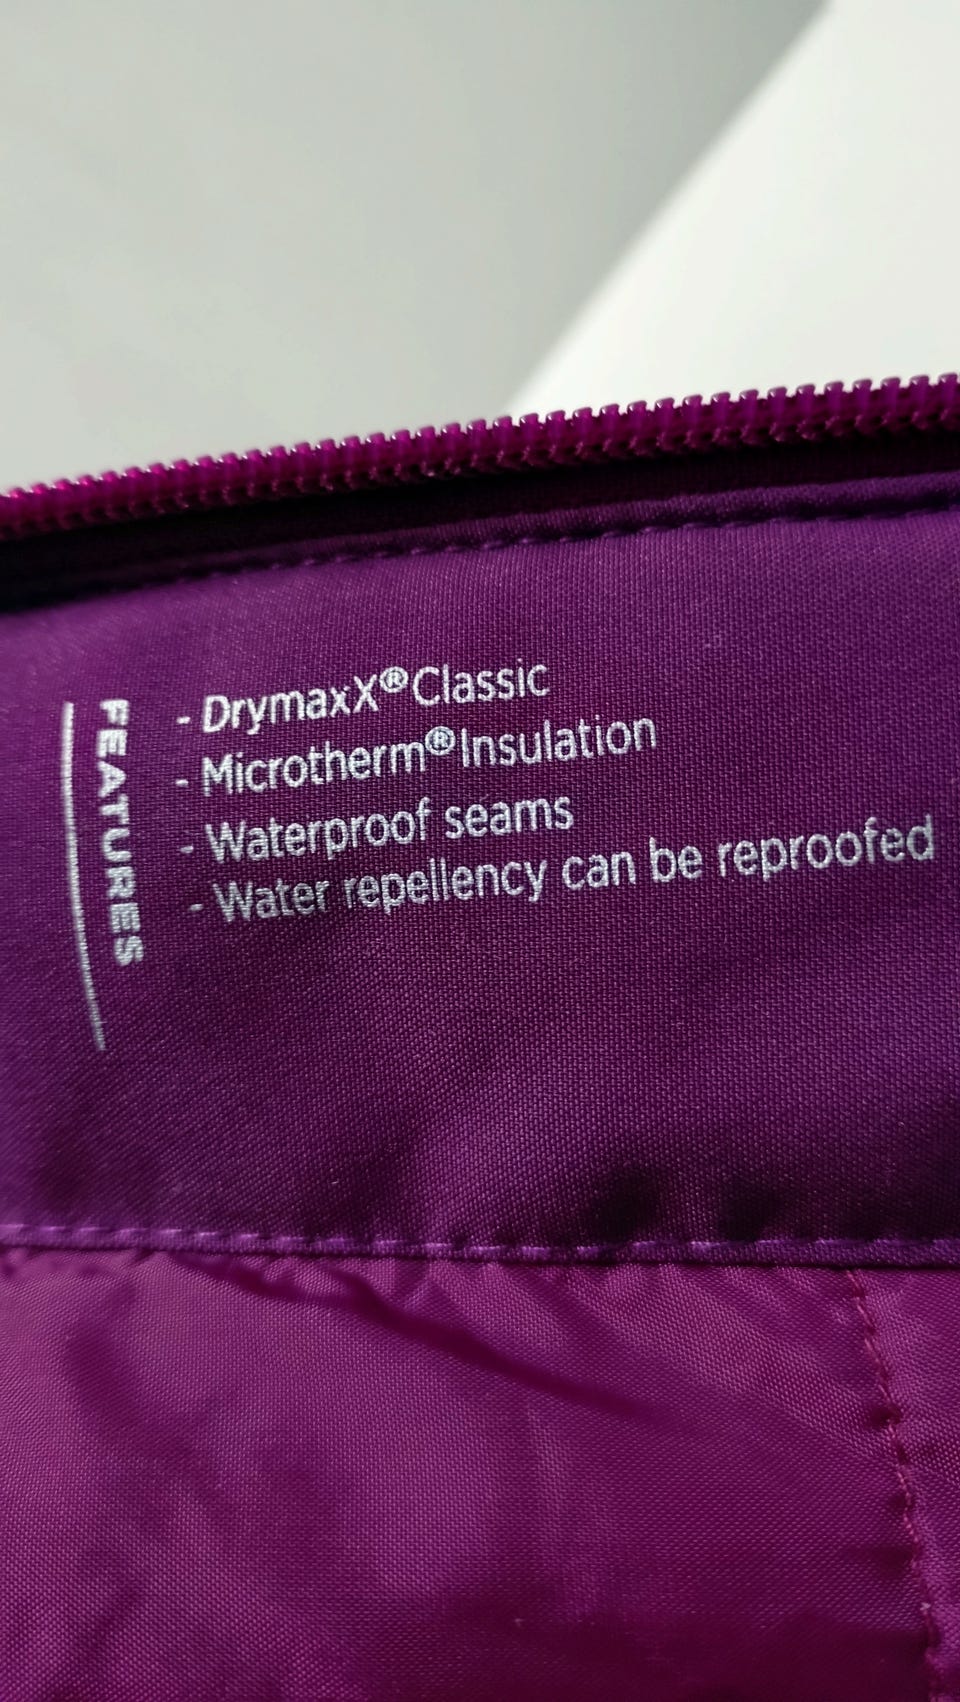 FEATURES
- DrymaxX®Classic
- Microtherm®Insulation
- Waterproof seams
- Water repellency can be reproofed